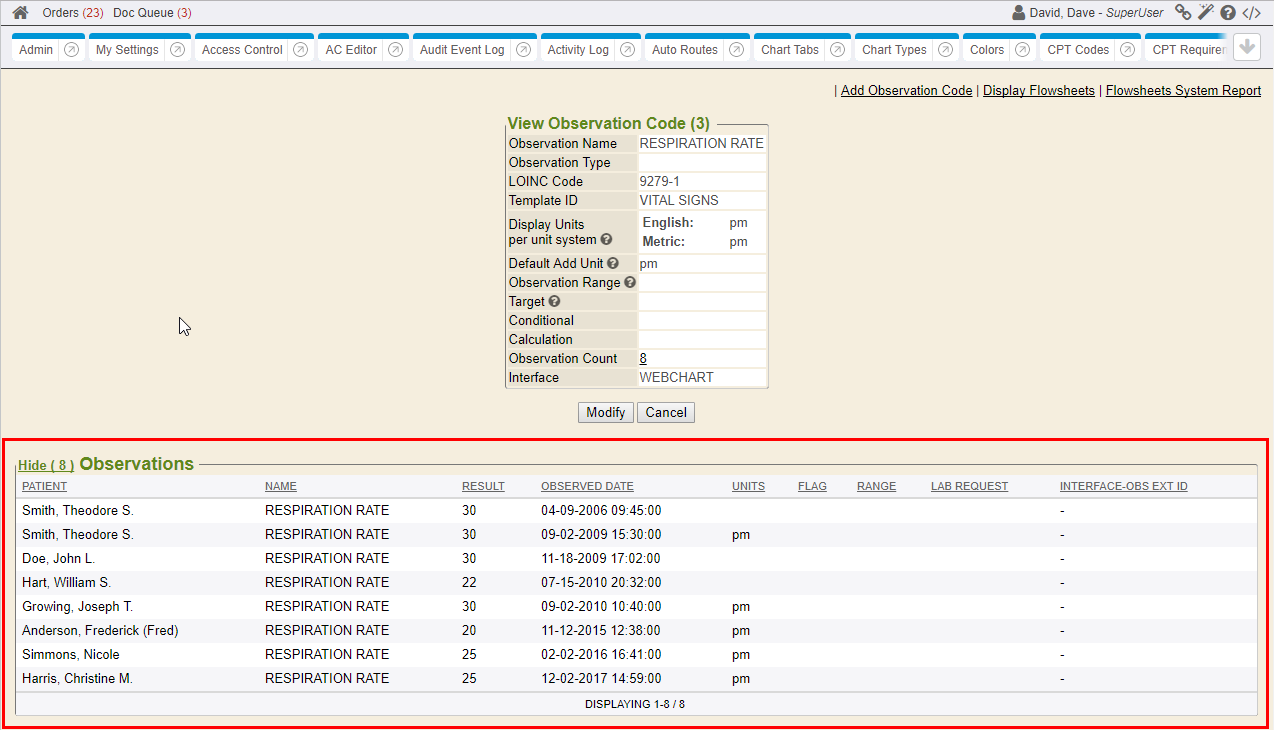 Orders (23) Doc Queue (3) David, Dave - SuperUser
Admin My Settings Access Control AC Editor Audit Event Log Activity Log Auto Routes Chart Tabs Chart Types Colors CPT Codes CPT
| Add Observation Code | Display Flowsheets | Flowsheets System Report
View Observation Code (3)
Observation Name RESPIRATION RATE
Observation Type
LOINC Code 9279-1
Template ID VITAL SIGNS
Display Units
per unit system
English: pm
Metric: pm
Default Add Unit pm
Observation Range
Target
Conditional
Calculation
Observation Count 8
Interface WEBCHART
Modify Cancel
Hide ( 8 ) Observations
PATIENT NAME RESULT OBSERVED DATE UNITS FLAG RANGE LAB REQUEST INTERFACE-OBS EXT ID
Smith, Theodore S. RESPIRATION RATE 30 04-09-2006 09:45:00 -
Smith, Theodore S. RESPIRATION RATE 30 09-02-2009 15:30:00 pm -
Doe, John L. RESPIRATION RATE 30 11-18-2009 17:02:00 -
Hart, William S. RESPIRATION RATE 22 07-15-2010 20:32:00 -
Growing, Joseph T. RESPIRATION RATE 30 09-02-2010 10:40:00 pm -
Anderson, Frederick (Fred) RESPIRATION RATE 20 11-12-2015 12:38:00 pm -
Simmons, Nicole RESPIRATION RATE 25 02-02-2016 16:41:00 pm -
Harris, Christine M. RESPIRATION RATE 25 12-02-2017 14:59:00 pm -
DISPLAYING 1-8 / 8